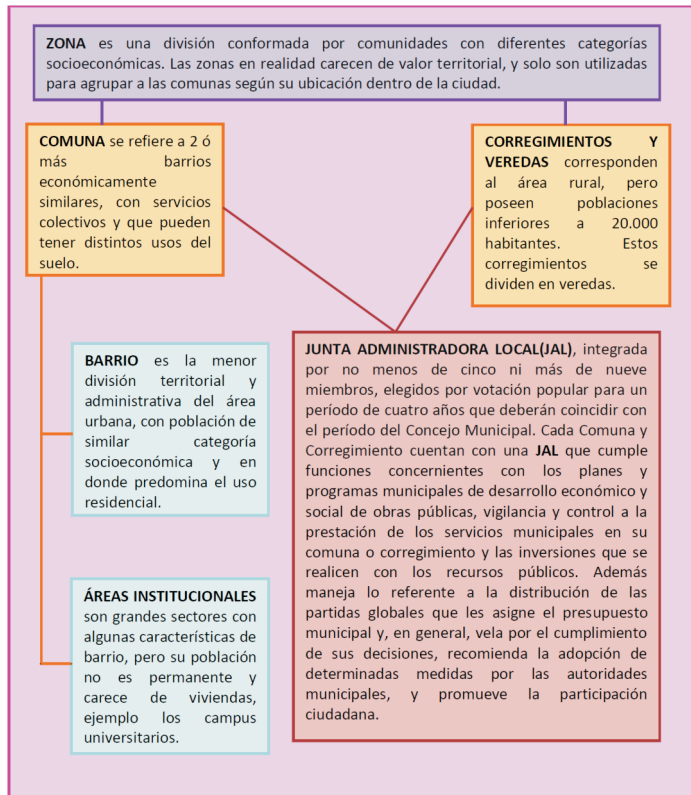 ZONA es una división conformada por comunidades con diferentes categorías
socioeconómicas. Las zonas en realidad carecen de valor territorial, y solo son utilizadas
para agrupar a las comunas según su ubicación dentro de la ciudad.
COMUNA se refiere a 2 ó
más barrios
económicamente
similares, con servicios
colectivos y que pueden
tener distintos usos del
suelo.
CORREGIMIENTOS Y
VEREDAS corresponden
al área rural, pero
poseen poblaciones
inferiores a 20.000
habitantes. Estos
corregimientos se
dividen en veredas.
BARRIO es la menor
división territorial y
administrativa del área
urbana, con población de
similar categoría
socioeconómica y en
donde predomina el uso
residencial.
JUNTA ADMINISTRADORA LOCAL(JAL), integrada
por no menos de cinco ni más de nueve
miembros, elegidos por votación popular para un
período de cuatro años que deberán coincidir con
el período del Concejo Municipal. Cada Comuna y
Corregimiento cuentan con una JAL que cumple
funciones concernientes con los planes y
programas municipales de desarrollo económico y
social de obras públicas, vigilancia y control a la
prestación de los servicios municipales en su
comuna o corregimiento y las inversiones que se
realicen con los recursos públicos. Además
maneja lo referente a la distribución de las
partidas globales que les asigne el presupuesto
municipal y, en general, vela por el cumplimiento
de sus decisiones, recomienda la adopción de
determinadas medidas por las autoridades
municipales, y promueve la participación
ciudadana.
ÁREAS INSTITUCIONALES
son grandes sectores con
algunas características de
barrio, pero su población
no es permanente y
carece de viviendas,
ejemplo los campus
universitarios.